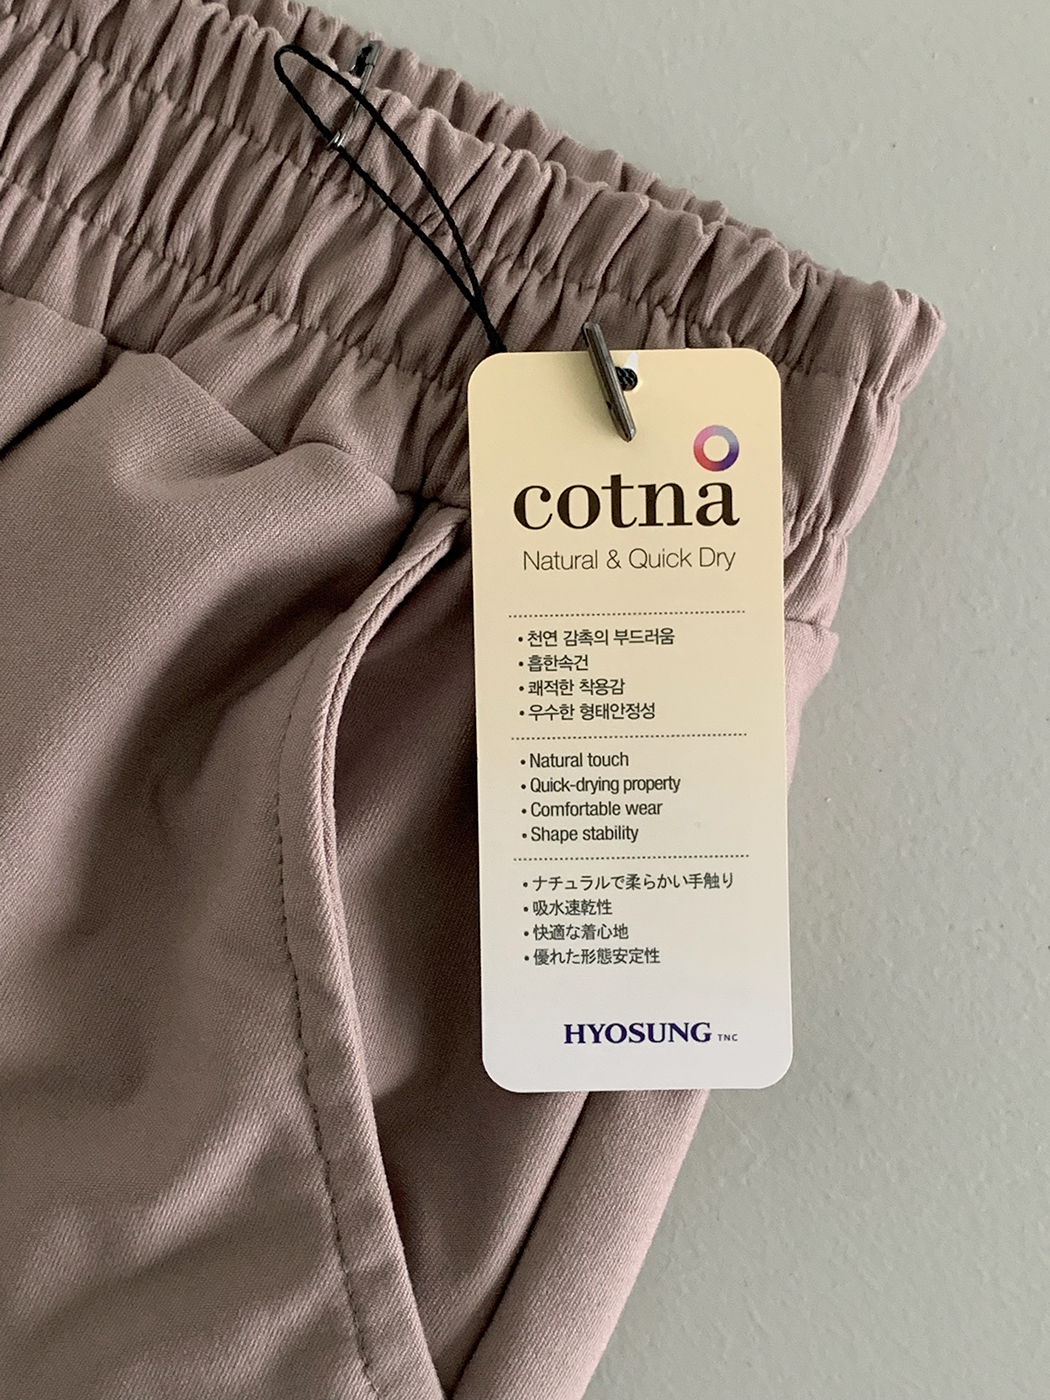 cotna
Natural & Quick Dry
• 천연 감촉의 부드러움
• 흡한속건
• 쾌적한 착용감
• 우수한 형태안정성
• Natural touch
• Quick-drying property
• Comfortable wear
• Shape stability
• ナチュラルで柔らかい手触り
• 吸水速乾性
• 快適な着心地
• 優れた形態安定性
HYOSUNG TNC